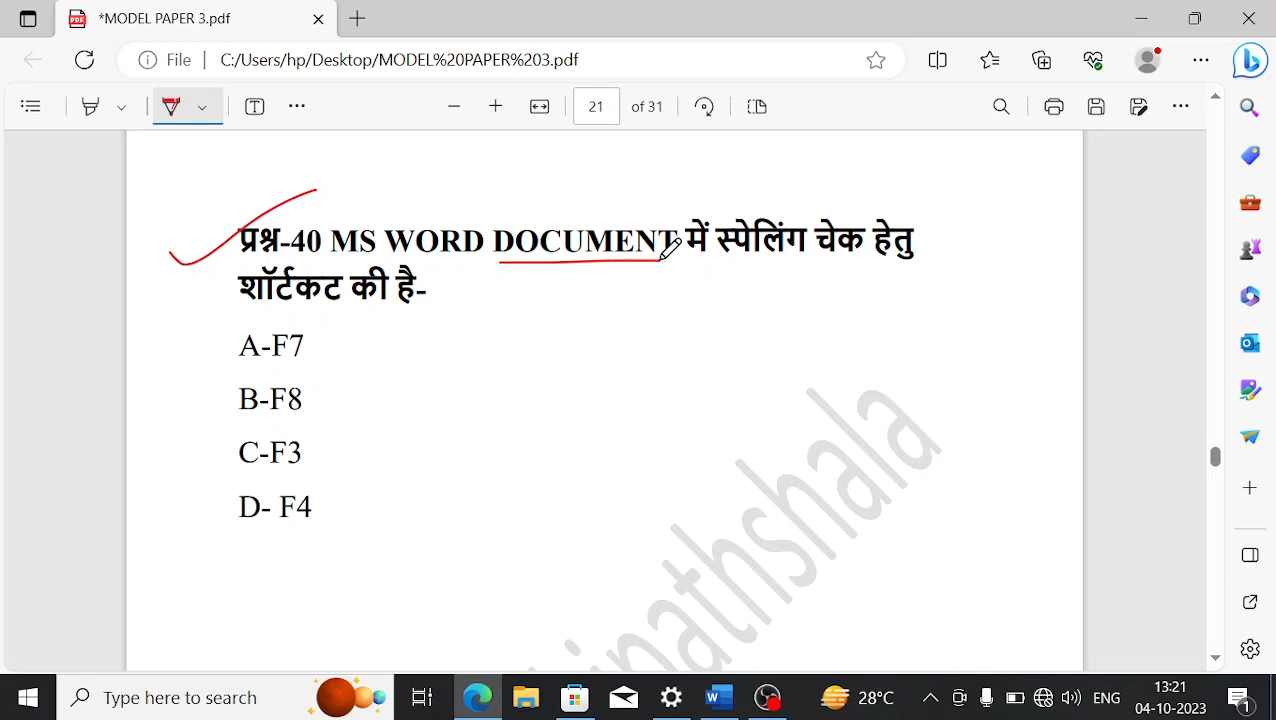 *MODEL PAPER 3.pdf
File
C:/Users/hp/Desktop/MODEL%20PAPER%203.pdf
21 of 31
प्रश्न-40 MS WORD DOCUMENT में स्पेलिंग चेक हेतु
शॉर्टकट की है-
A-F7
B-F8
C-F3
D- F4
Type here to search
28°C
ENG
13:21
04-10-2023